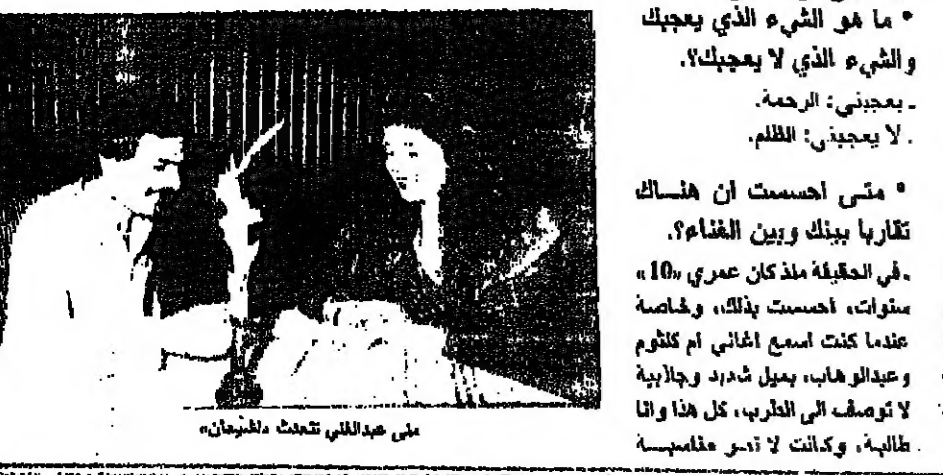 • ما هو الشيء الذي يعجبك
والشيء الذي لا يعجبك؟.
ـ يعجبني: الرحمة.
ـ لا يعجبني: الظلم.
• متى احسست ان هناك
تقاربا بينك وبين الغناء؟.
ـ في الحقيقة منذ كان عمري «10»
سنوات، احسست بذلك، وخاصة
عندما كنت اسمع اغاني ام كلثوم
وعبدالوهاب، بميل شديد وجاذبية
لا توصف الى الطرب، كل هذا وانا
طالبة، وكانت لا تمر مناسبة
منى عبدالغني تتحدث